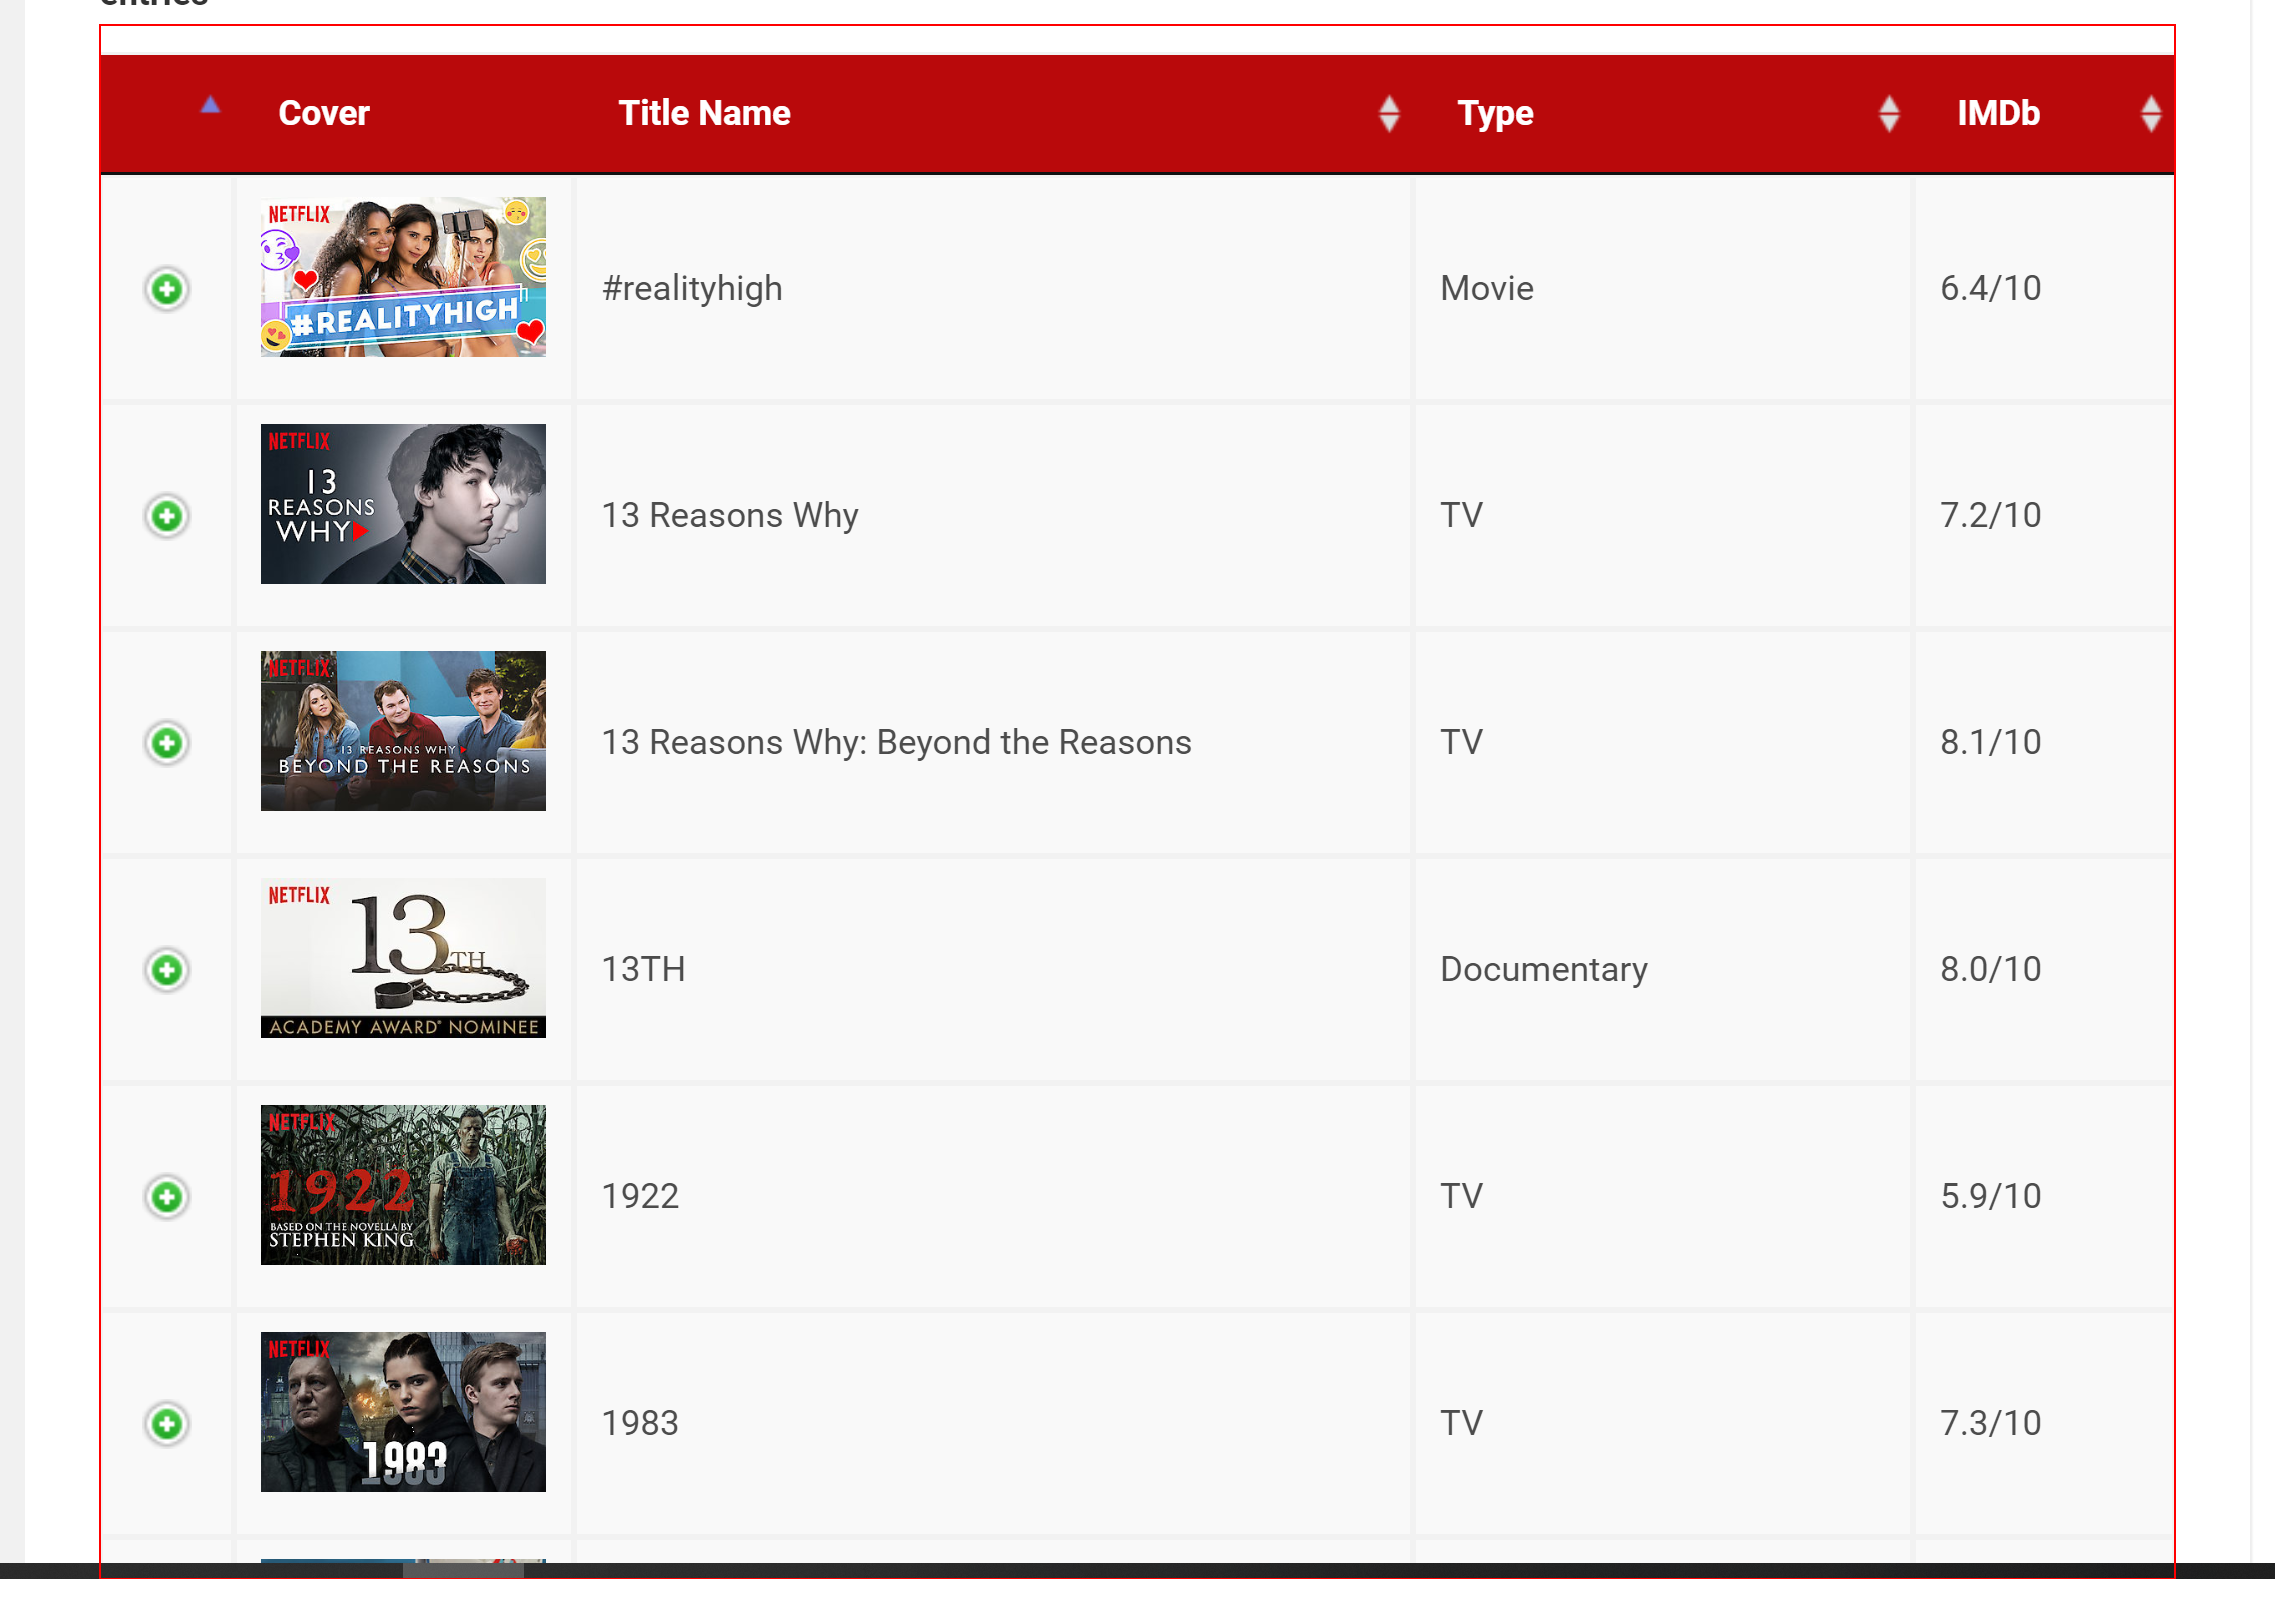 entries
Cover Title Name Type IMDb
NETFLIX
#REALITYHIGH
#realityhigh Movie 6.4/10
NETFLIX
13
REASONS
WHY
13 Reasons Why TV 7.2/10
NETFLIX
13 REASONS WHY
BEYOND THE REASONS
13 Reasons Why: Beyond the Reasons TV 8.1/10
NETFLIX
13TH
ACADEMY AWARD® NOMINEE
13TH Documentary 8.0/10
NETFLIX
1922
BASED ON THE NOVELLA BY
STEPHEN KING
1922 TV 5.9/10
NETFLIX
1983
1983 TV 7.3/10